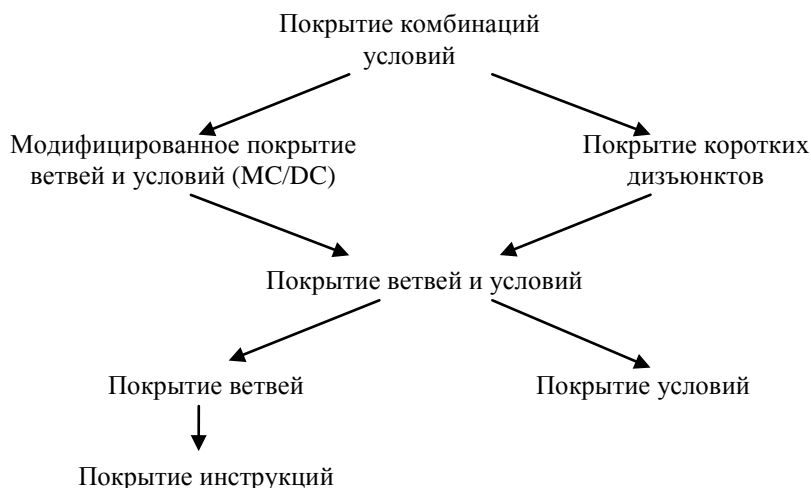 Покрытие комбинаций
условий
Модифицированное покрытие
ветвей и условий (MC/DC)
Покрытие коротких
дизъюнктов
Покрытие ветвей и условий
Покрытие ветвей
Покрытие условий
Покрытие инструкций